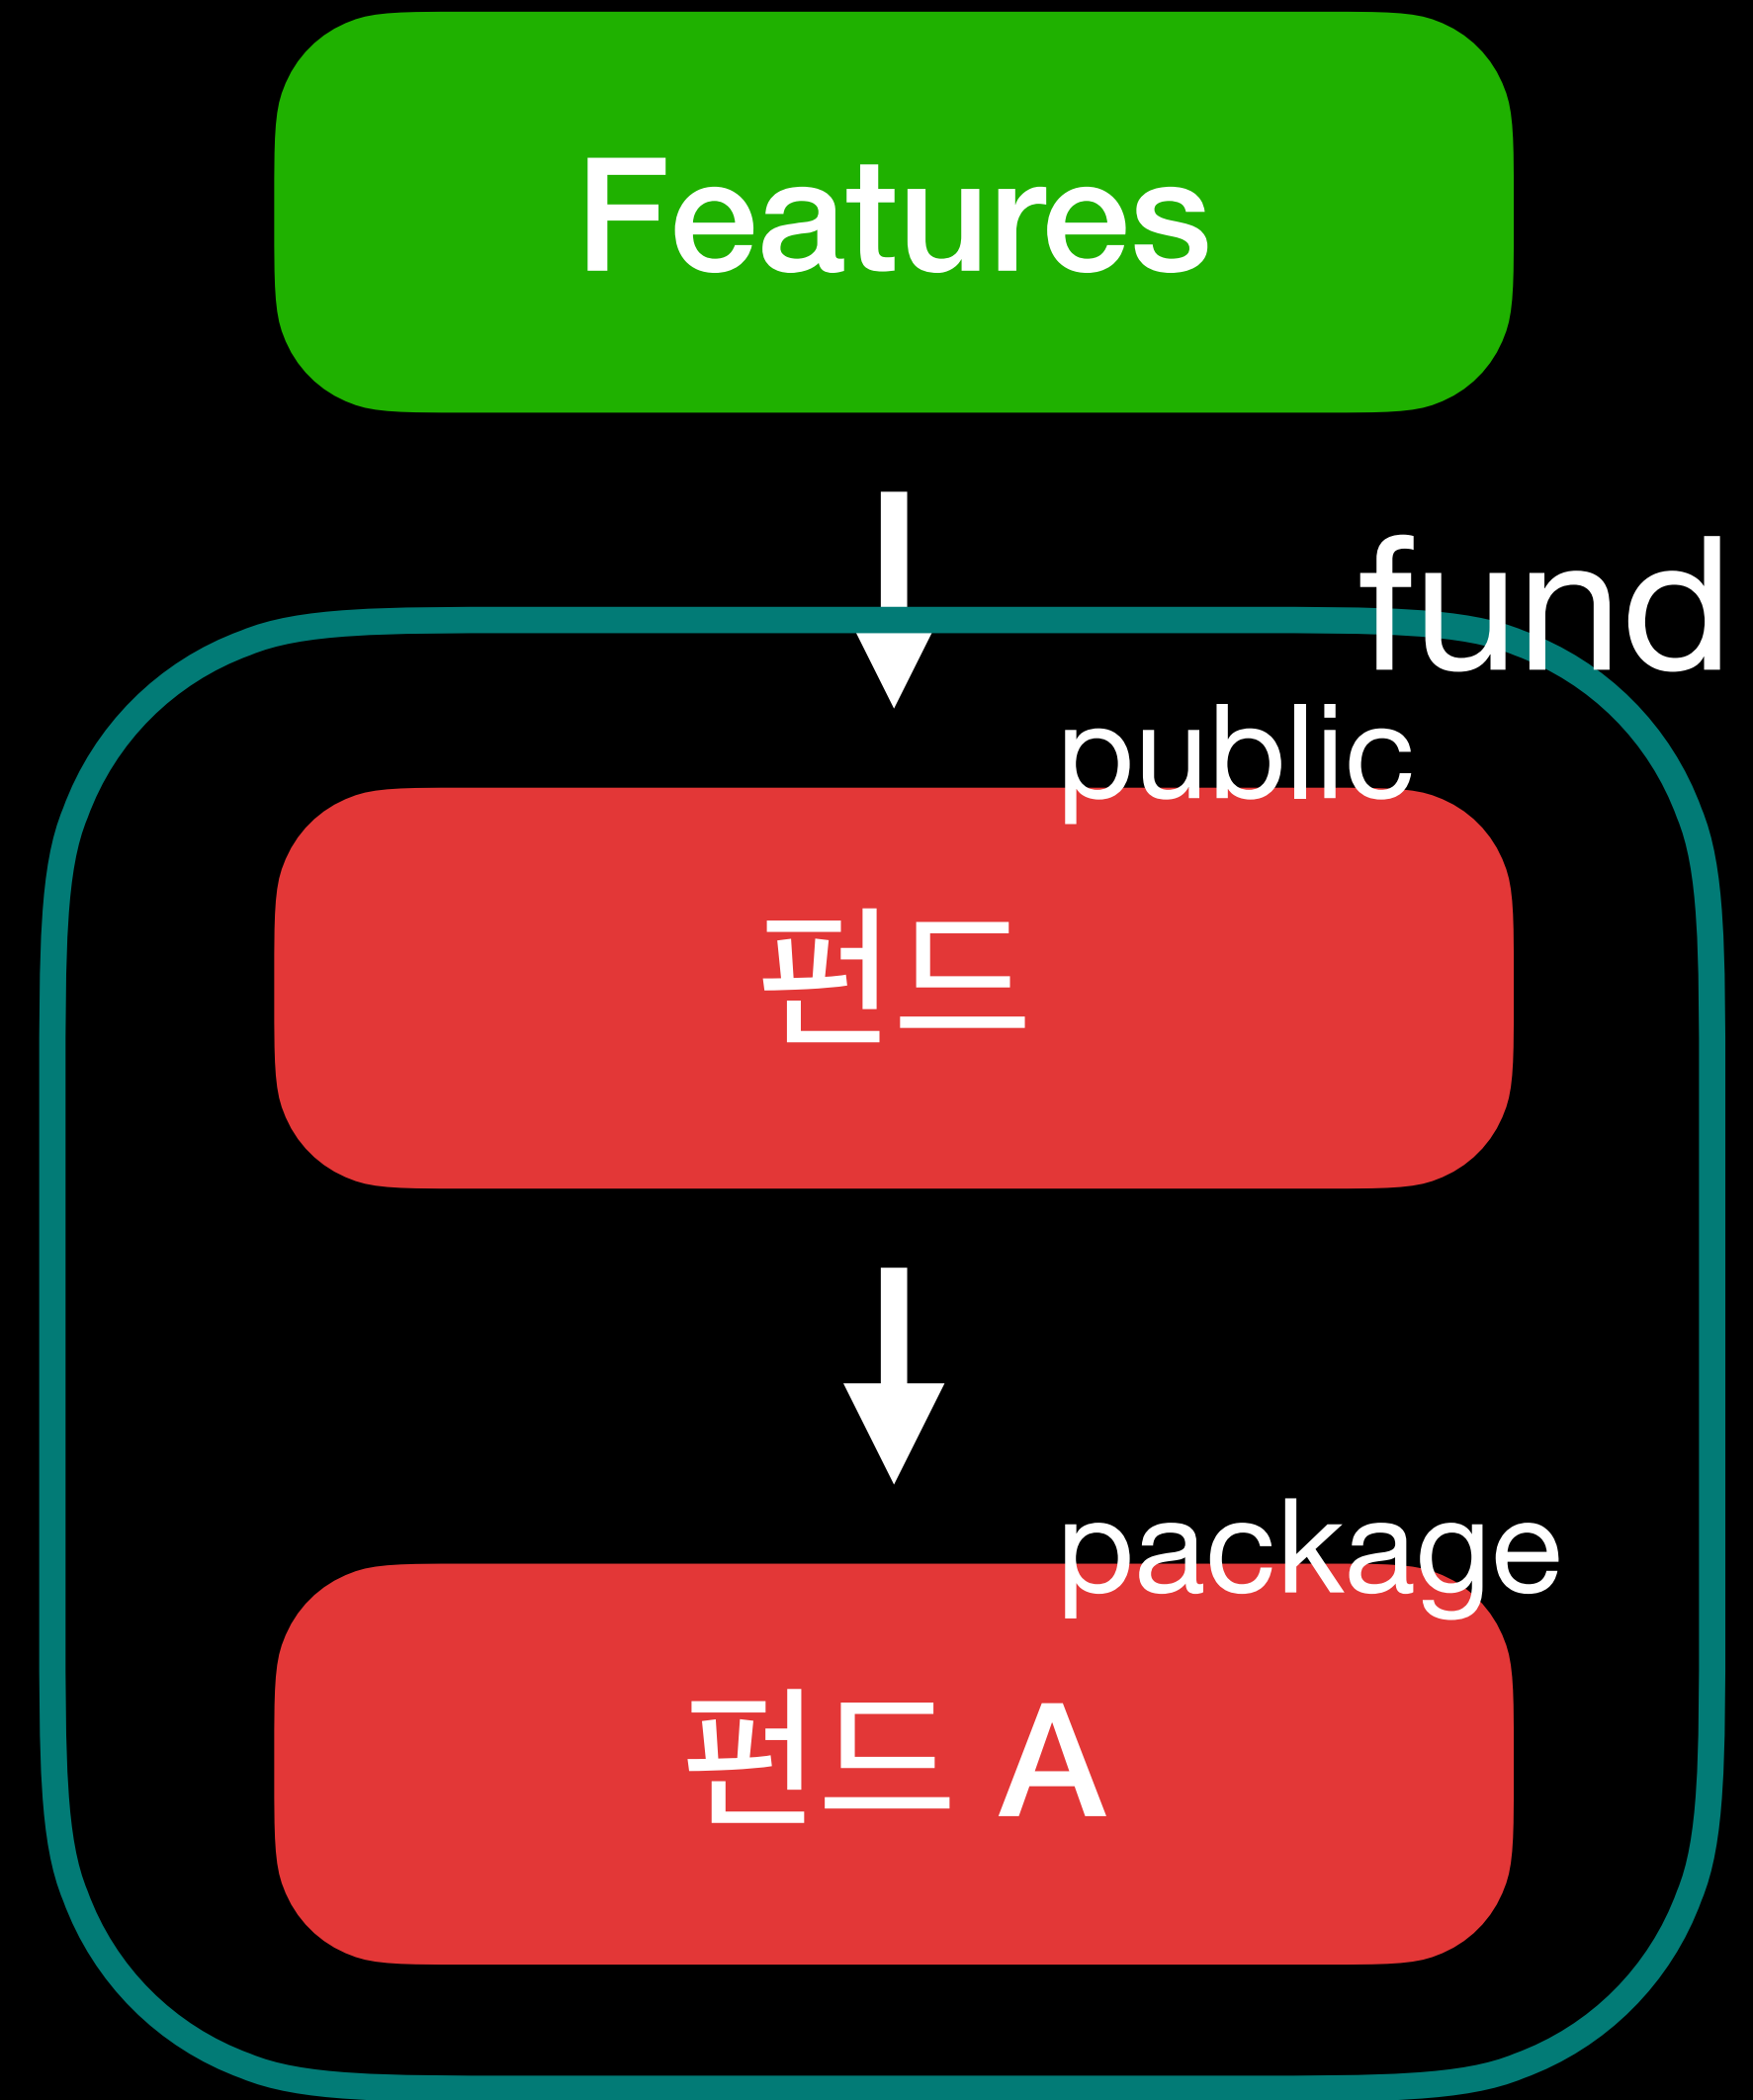 Features
fund
public
펀드
package
펀드 A